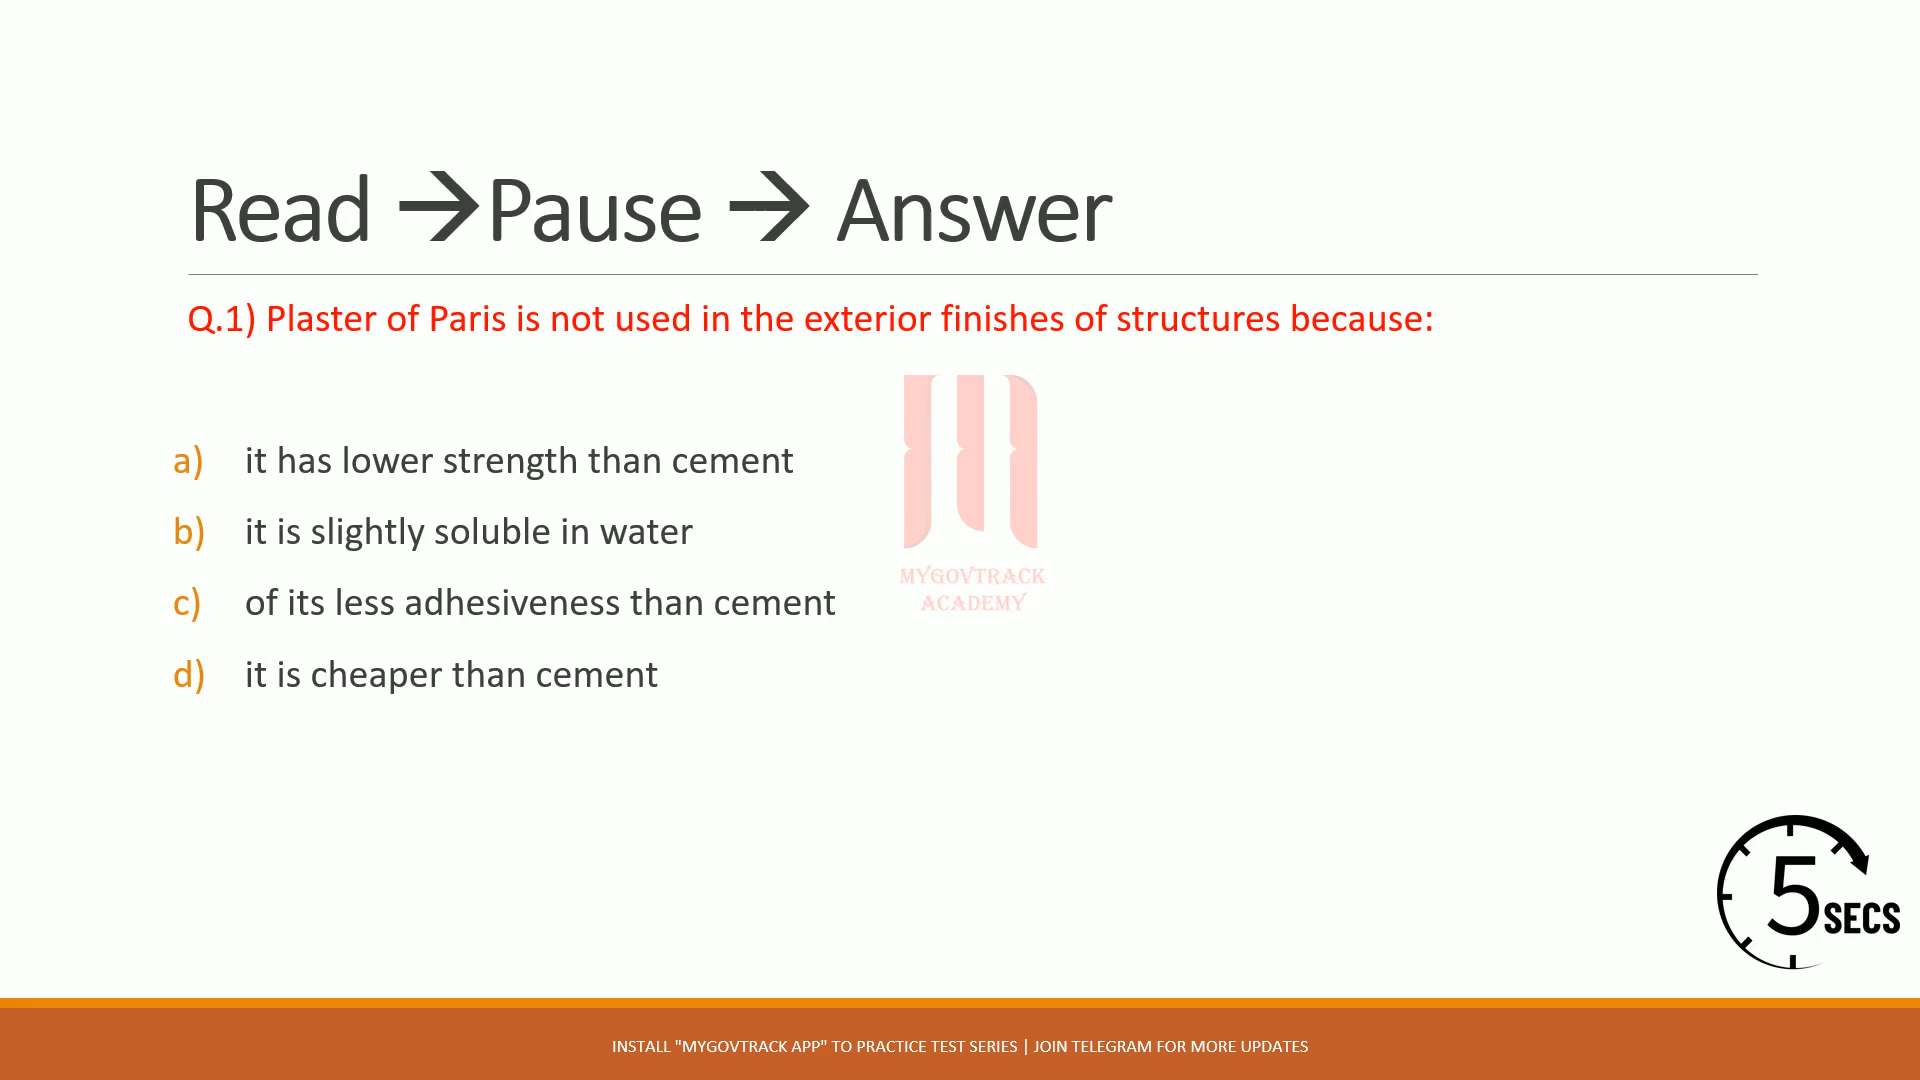 Read →Pause → Answer
Q.1) Plaster of Paris is not used in the exterior finishes of structures because:
a) it has lower strength than cement
b) it is slightly soluble in water
c) of its less adhesiveness than cement
d) it is cheaper than cement
MYGOVTRACK
ACADEMY
5 SECS
INSTALL "MYGOVTRACK APP" TO PRACTICE TEST SERIES | JOIN TELEGRAM FOR MORE UPDATES